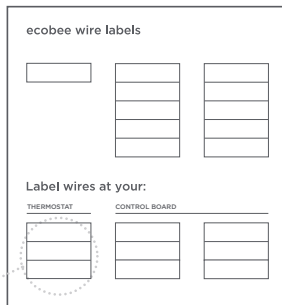 ecobee wire labels
Label wires at your:
THERMOSTAT
CONTROL BOARD